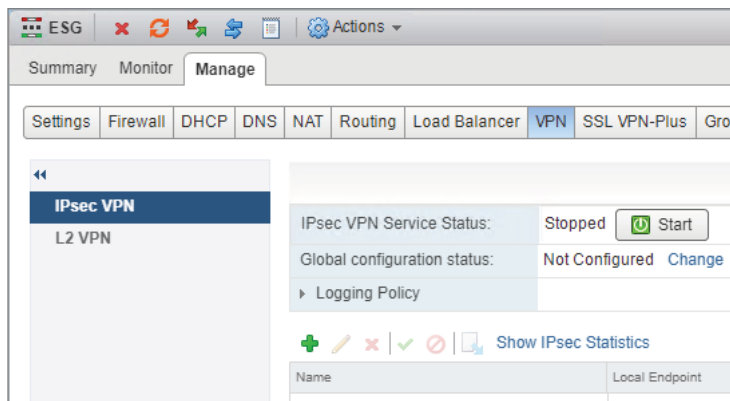 ESG Actions
Summary Monitor Manage
Settings Firewall DHCP DNS NAT Routing Load Balancer VPN SSL VPN-Plus Gro
IPsec VPN
L2 VPN
IPsec VPN Service Status: Stopped Start
Global configuration status: Not Configured Change
Logging Policy
Show IPsec Statistics
Name Local Endpoint